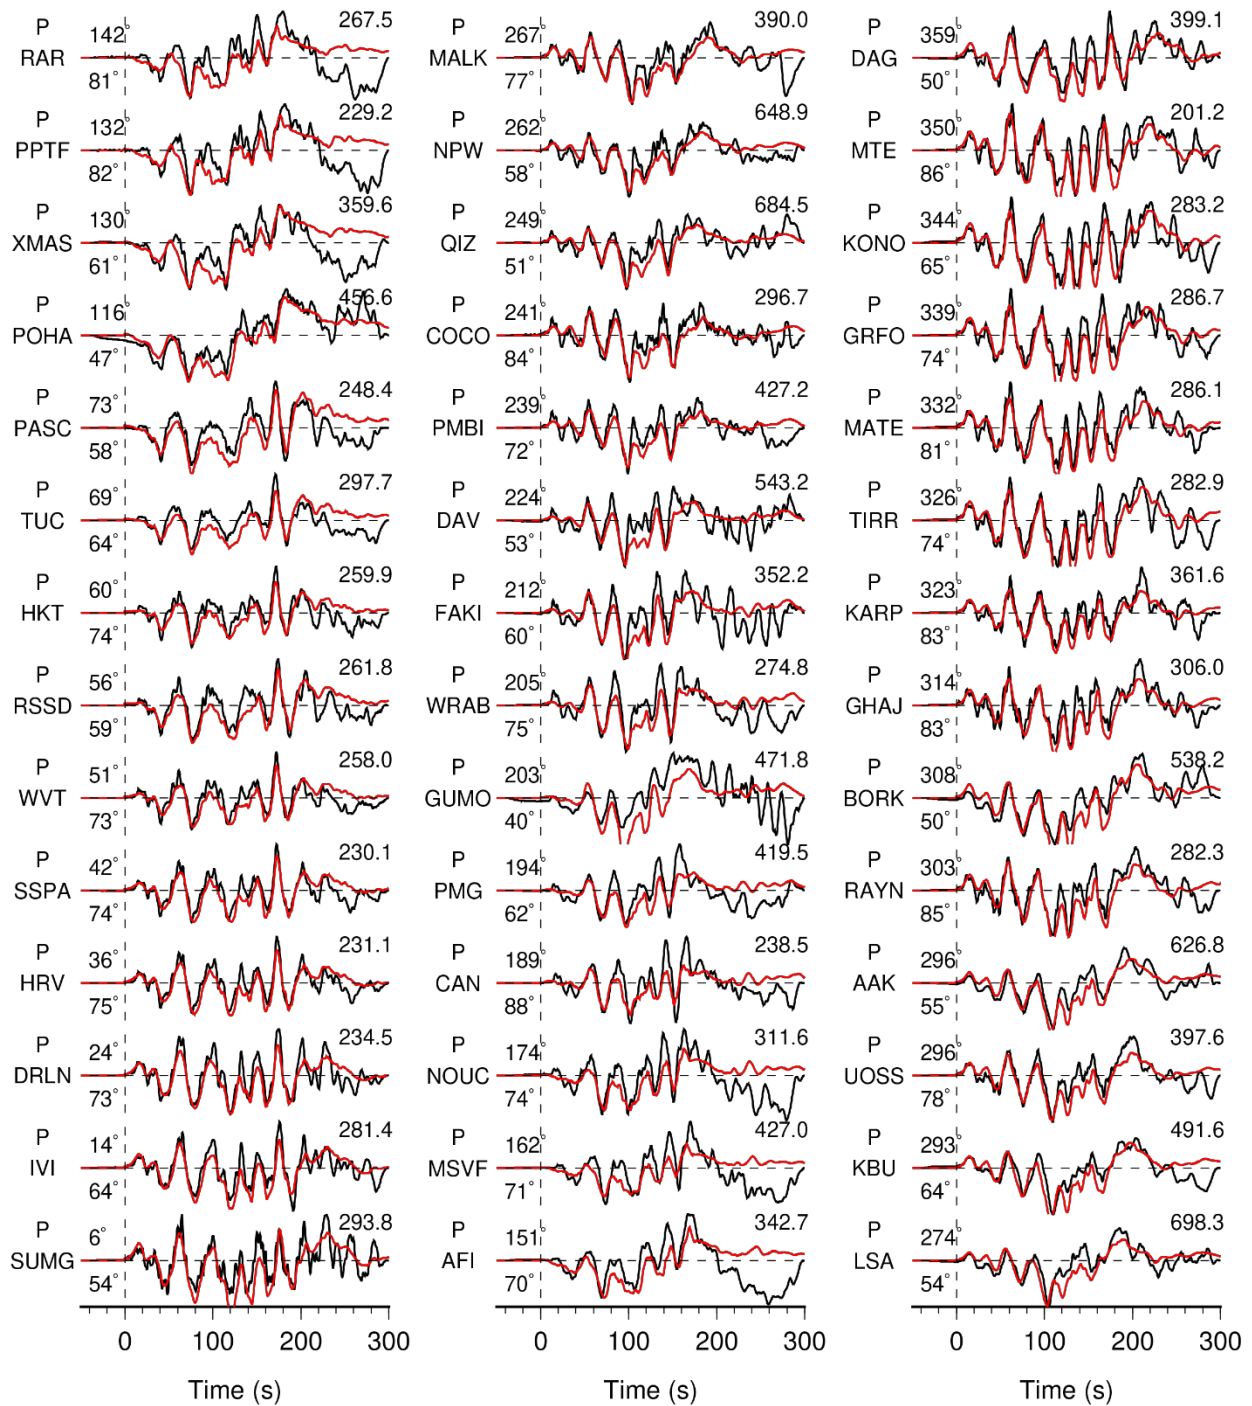 P
142° 267.5
RAR
81°
P
132° 229.2
PPTF
82°
P
130° 359.6
XMAS
61°
P
116° 456.6
POHA
47°
P
73° 248.4
PASC
58°
P
69° 297.7
TUC
64°
P
60° 259.9
HKT
74°
P
56° 261.8
RSSD
59°
P
51° 258.0
WVT
73°
P
42° 230.1
SSPA
74°
P
36° 231.1
HRV
75°
P
24° 234.5
DRLN
73°
P
14° 281.4
IVI
64°
P
6° 293.8
SUMG
54°
0 100 200 300
Time (s)
P
267° 390.0
MALK
77°
P
262° 648.9
NPW
58°
P
249° 684.5
QIZ
51°
P
241° 296.7
COCO
84°
P
239° 427.2
PMBI
72°
P
224° 543.2
DAV
53°
P
212° 352.2
FAKI
60°
P
205° 274.8
WRAB
75°
P
203° 471.8
GUMO
40°
P
194° 419.5
PMG
62°
P
189° 238.5
CAN
88°
P
174° 311.6
NOUC
74°
P
162° 427.0
MSVF
71°
P
151° 342.7
AFI
70°
0 100 200 300
Time (s)
P
359° 399.1
DAG
50°
P
350° 201.2
MTE
86°
P
344° 283.2
KONO
65°
P
339° 286.7
GRFO
74°
P
332° 286.1
MATE
81°
P
326° 282.9
TIRR
74°
P
323° 361.6
KARP
83°
P
314° 306.0
GHAJ
83°
P
308° 538.2
BORK
50°
P
303° 282.3
RAYN
85°
P
296° 626.8
AAK
55°
P
296° 397.6
UOSS
78°
P
293° 491.6
KBU
64°
P
274° 698.3
LSA
54°
0 100 200 300
Time (s)